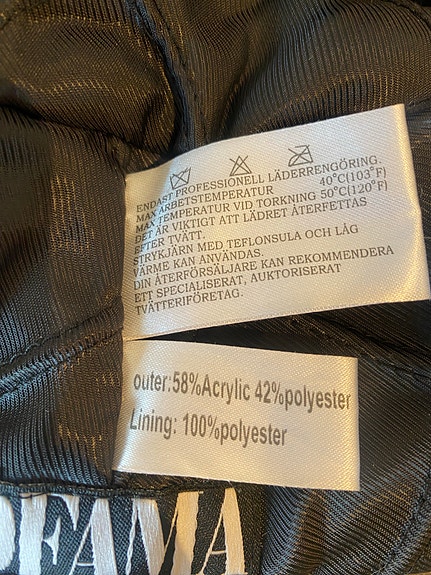 ENDAST PROFESSIONELL LÄDERRENGÖRING.
MAX ARBETSTEMPERATUR 40°C(103°F)
MAX TEMPERATUR VID TORKNING 50°C(120°F)
DET ÄR VIKTIGT ATT LÄDRET ÅTERFETTAS
EFTER TVÄTT.
STRYKJÄRN MED TEFLONSULA OCH LÅG
VÄRME KAN ANVÄNDAS.
DIN ÅTERFÖRSÄLJARE KAN REKOMMENDERA
ETT SPECIALISERAT, AUKTORISERAT
TVÄTTERIFÖRETAG.
outer:58%Acrylic 42%polyester
Lining: 100%polyester